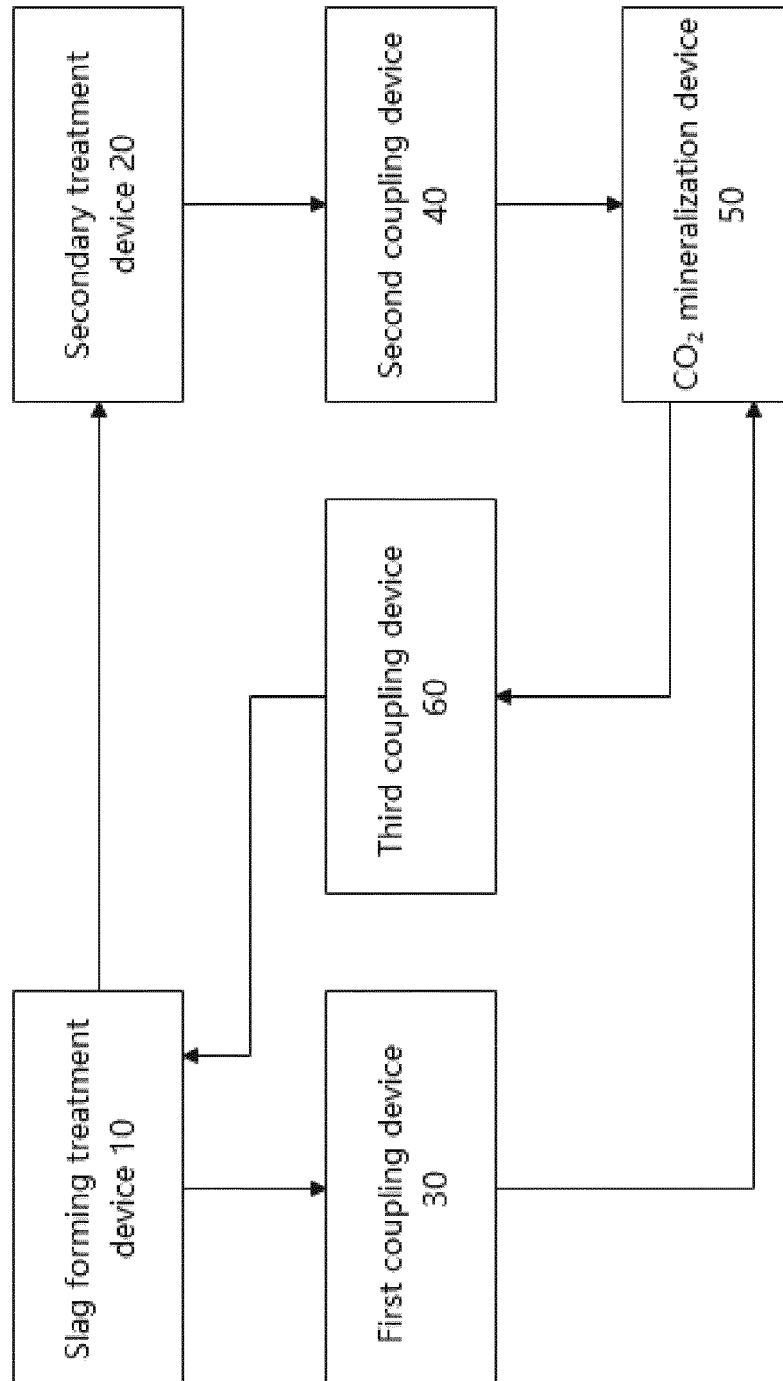 Slag forming treatment
device 10
Secondary treatment
device 20
First coupling device
30
Third coupling device
60
Second coupling device
40
CO₂ mineralization device
50